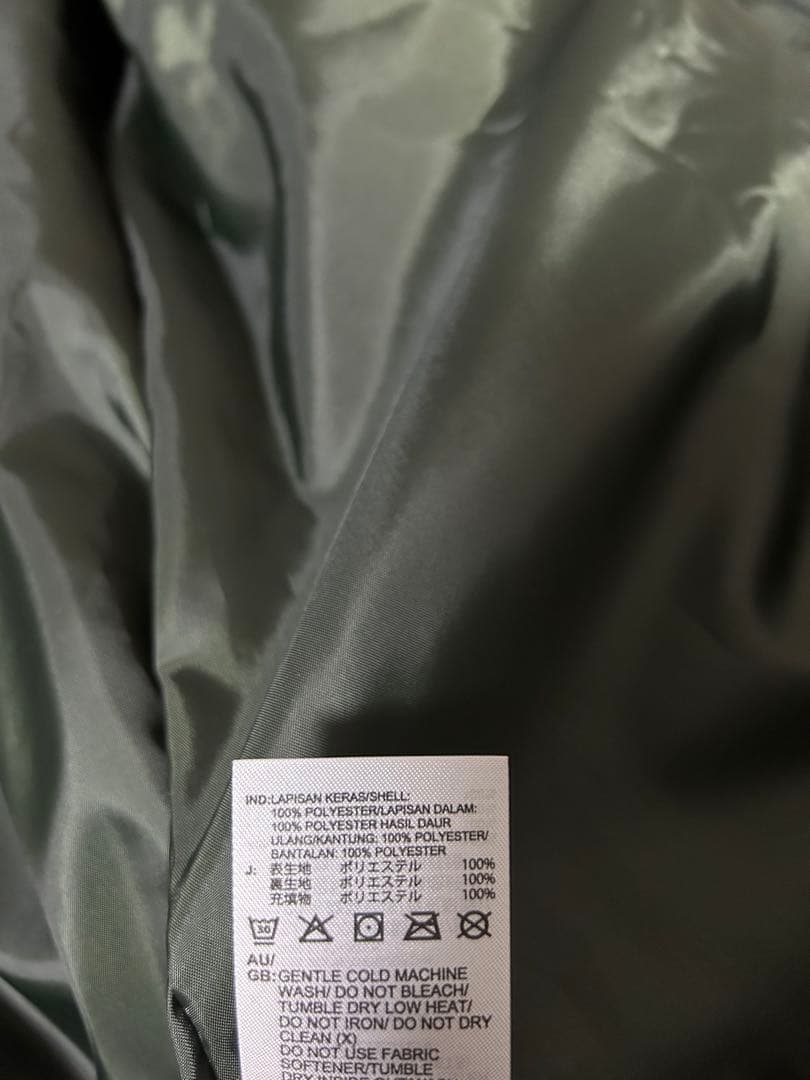 IND:LAPISAN KERAS/SHELL:
100% POLYESTER/LAPISAN DALAM:
100% POLYESTER HASIL DAUR
ULANG/KANTUNG: 100% POLYESTER/
BANTALAN: 100% POLYESTER
J: 表生地 ポリエステル 100%
裏生地 ポリエステル 100%
充填物 ポリエステル 100%
30
AU/
GB:GENTLE COLD MACHINE
WASH/ DO NOT BLEACH/
TUMBLE DRY LOW HEAT/
DO NOT IRON/ DO NOT DRY
CLEAN (X)
DO NOT USE FABRIC
SOFTENER/TUMBLE
DRY INSIDE OUT/WASH